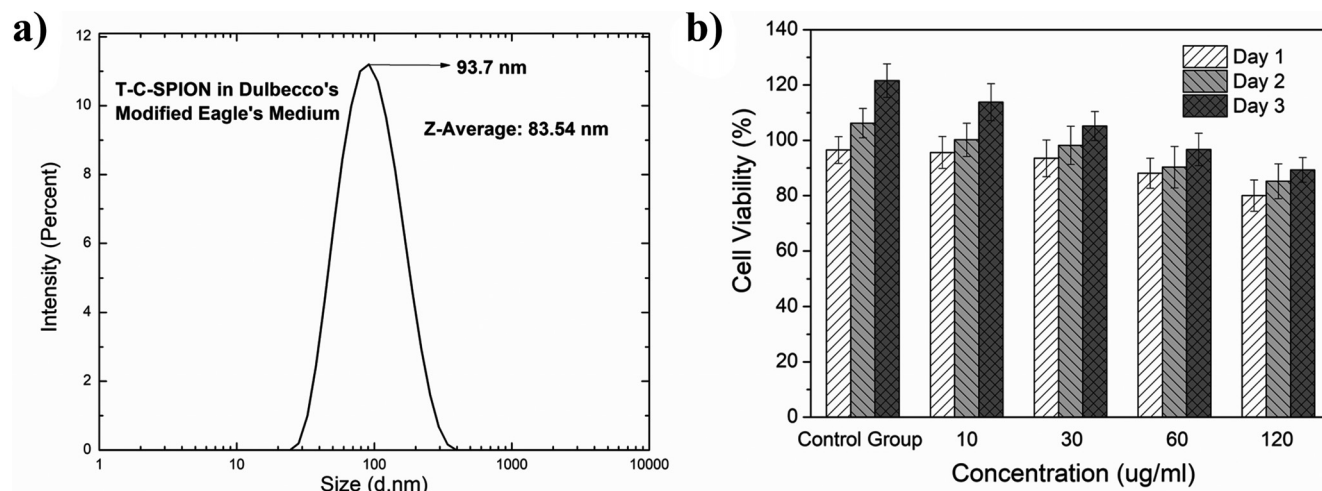 a)
12
10
8
6
4
2
0
Intensity (Percent)
T-C-SPION in Dulbecco's
Modified Eagle's Medium
93.7 nm
Z-Average: 83.54 nm
1
10
100
1000
10000
Size (d.nm)
b)
140
120
100
80
60
40
20
0
Cell Viability (%)
Day 1
Day 2
Day 3
Control Group
10
30
60
120
Concentration (ug/ml)